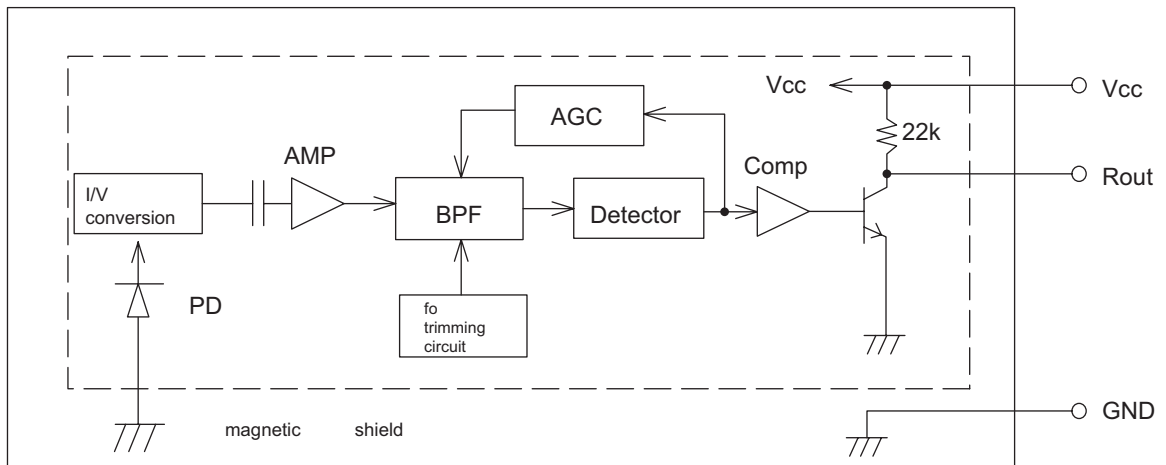 Vcc
Vcc
AGC
22k
AMP
Comp
Rout
I/V
conversion
BPF
Detector
PD
fo
trimming
circuit
GND
magnetic shield